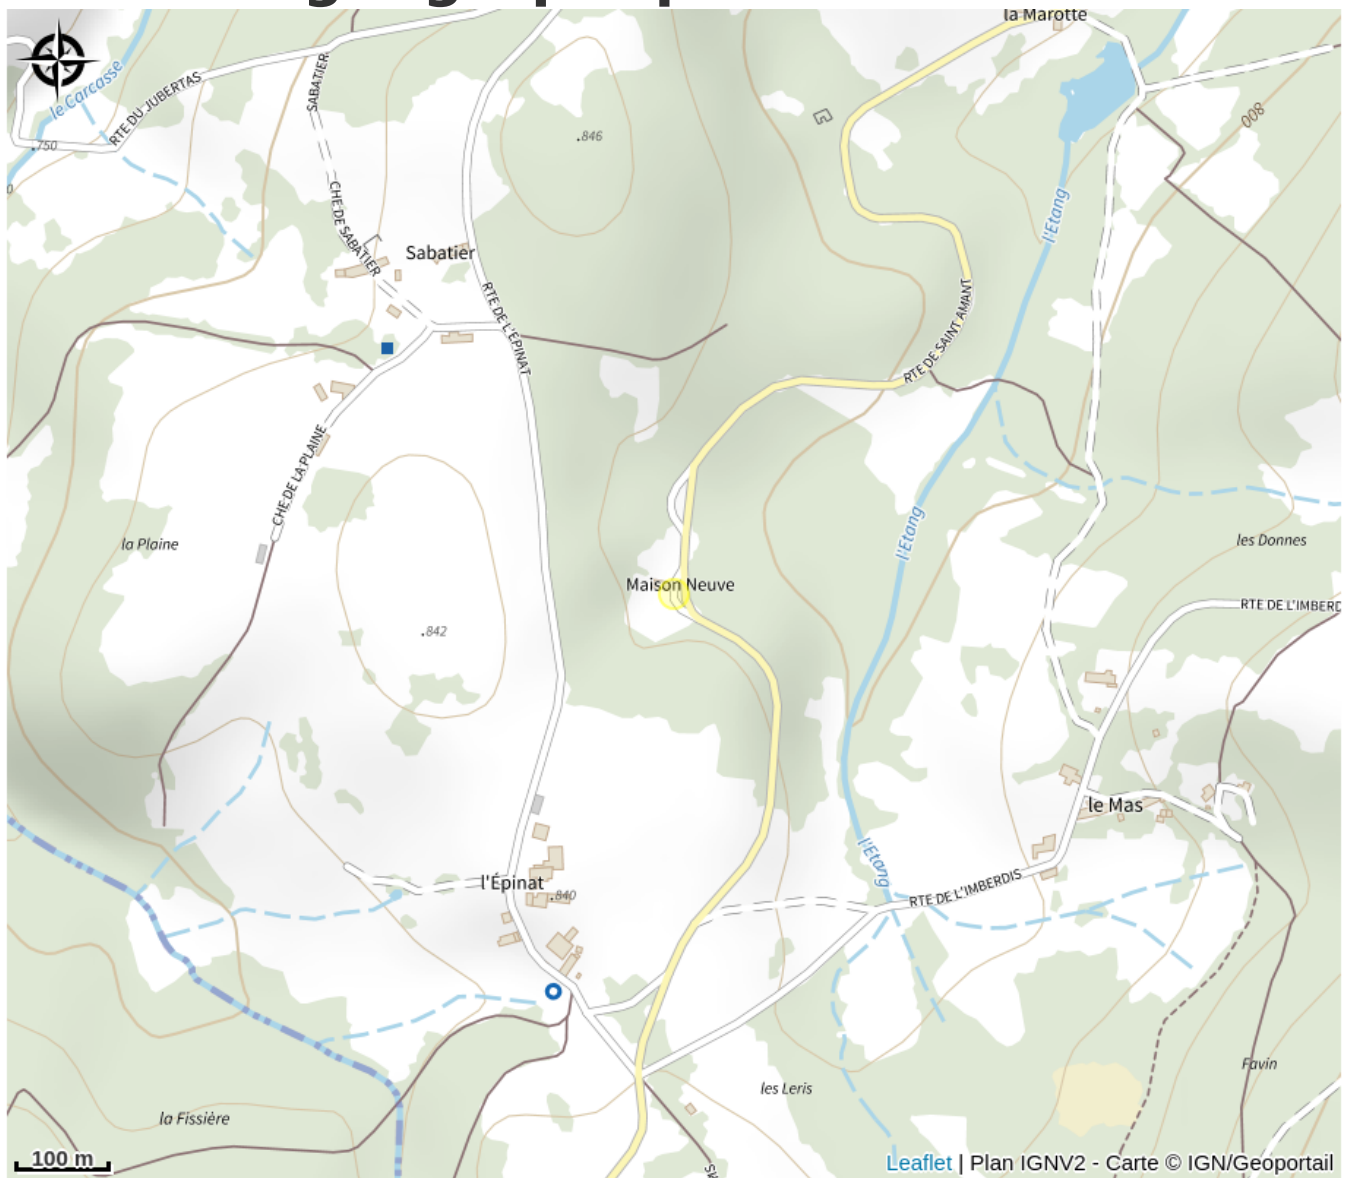 la Marotte
le Carcasse
RTE DU JUBERTAS
SABATIER
.750
.846
800
CHE DE SABATIER
l'Etang
Sabatier
RTE DE L'ÉPINAT
RTE DE SAINT AMANT
CHE DE LA PLAINE
la Plaine
l'Etang
les Donnes
Maison Neuve
RTE DE L'IMBERD
.842
le Mas
l'Étang
l'Épinat
.840
RTE DE L'IMBERDIS
Favin
les Leris
la Fissière
100 m
Leaflet | Plan IGNV2 - Carte © IGN/Geoportail